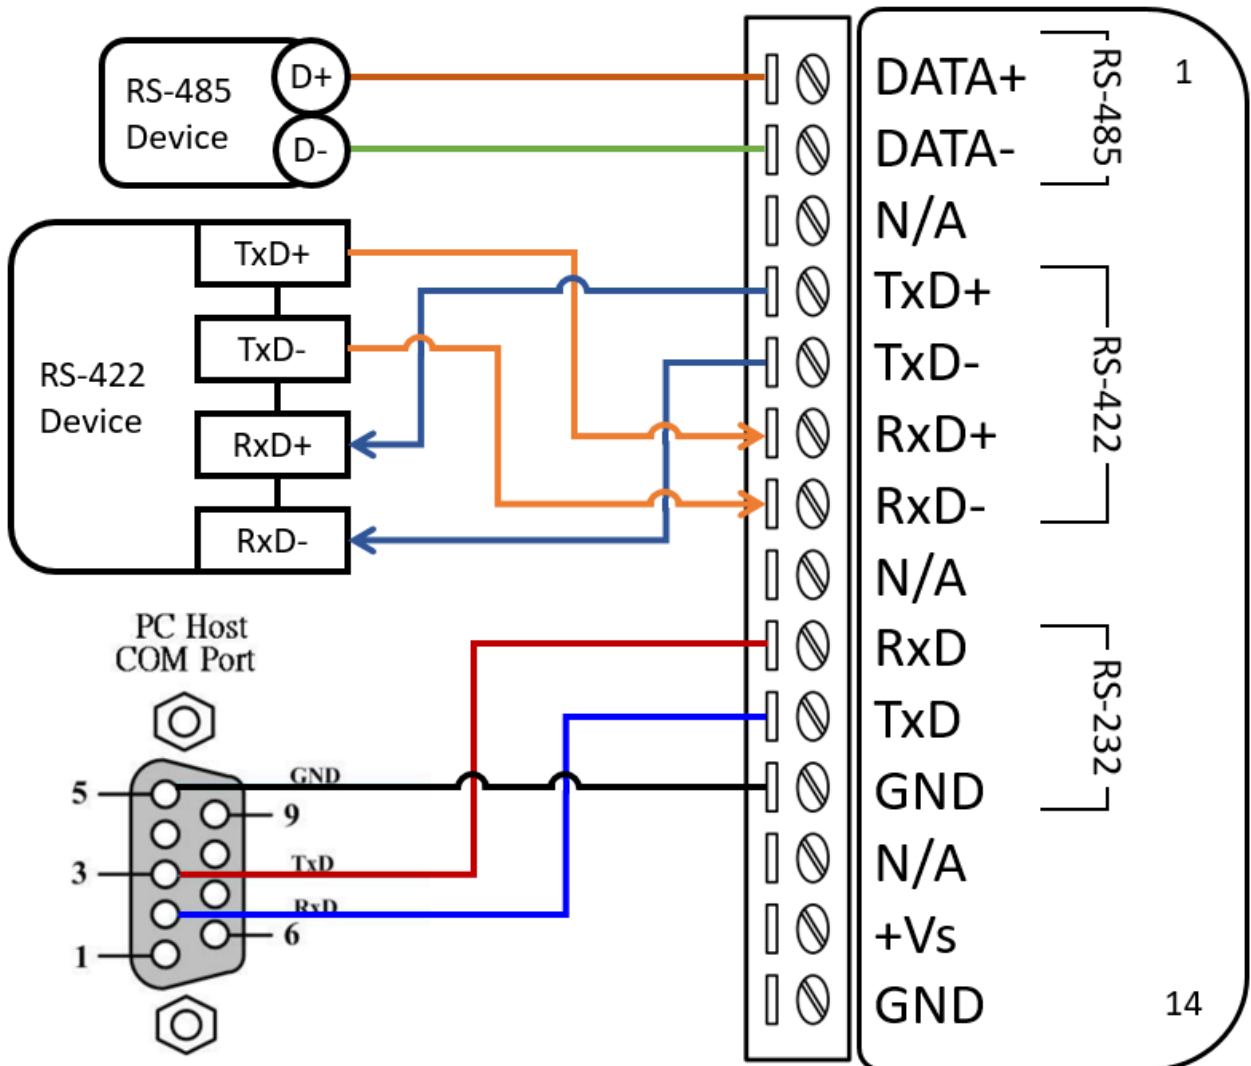 RS-485
Device
D+
D-
RS-422
Device
TxD+
TxD-
RxD+
RxD-
PC Host
COM Port
5
9
3
6
1
GND
TxD
RxD
DATA+
DATA-
N/A
TxD+
TxD-
RxD+
RxD-
N/A
RxD
TxD
GND
N/A
+Vs
GND
RS-485
RS-422
RS-232
1
14